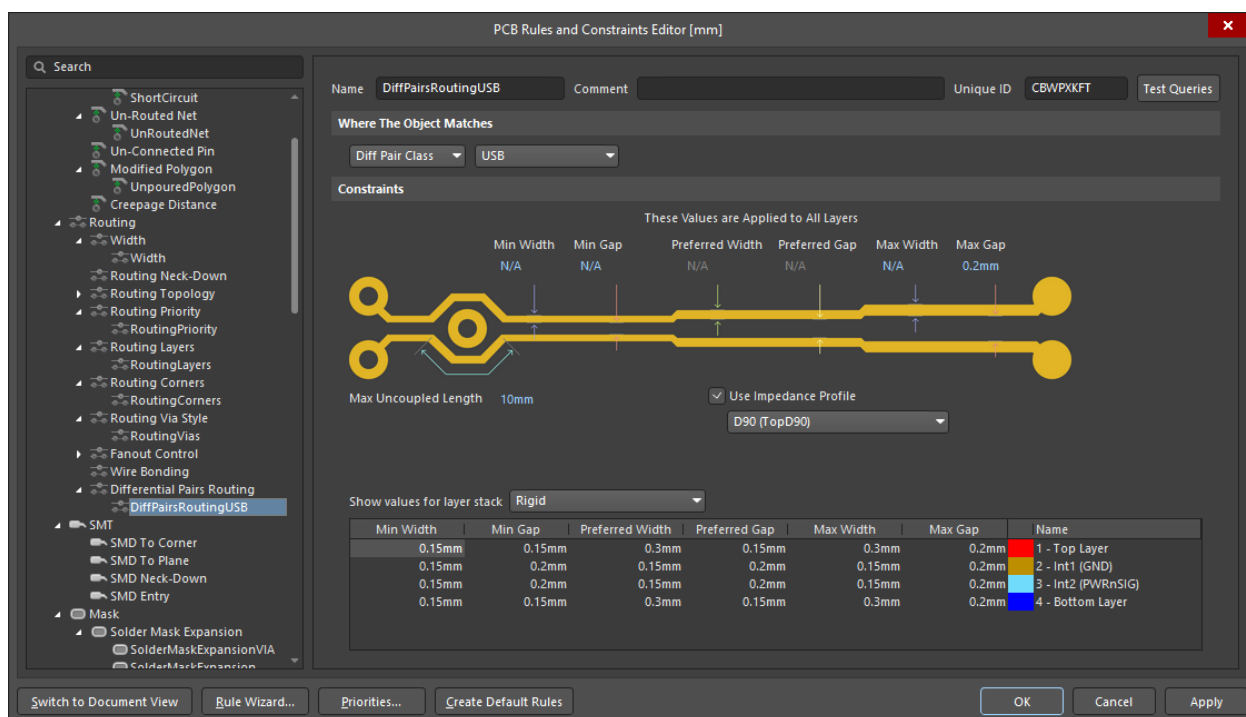 PCB Rules and Constraints Editor [mm]
Search
ShortCircuit
Un-Routed Net
UnRoutedNet
Un-Connected Pin
Modified Polygon
UnpouredPolygon
Creepage Distance
Routing
Width
Width
Routing Neck-Down
Routing Topology
Routing Priority
RoutingPriority
Routing Layers
RoutingLayers
Routing Corners
RoutingCorners
Routing Via Style
RoutingVias
Fanout Control
Wire Bonding
Differential Pairs Routing
DiffPairsRoutingUSB
SMT
SMD To Corner
SMD To Plane
SMD Neck-Down
SMD Entry
Mask
Solder Mask Expansion
SolderMaskExpansionVIA
SolderMaskExpansion
Name DiffPairsRoutingUSB Comment Unique ID CBWPXKFT Test Queries
Where The Object Matches
Diff Pair Class USB
Constraints
These Values are Applied to All Layers
Min Width Min Gap Preferred Width Preferred Gap Max Width Max Gap
N/A N/A N/A N/A N/A 0.2mm
Max Uncoupled Length 10mm
Use Impedance Profile
D90 (TopD90)
Show values for layer stack Rigid
Min Width Min Gap Preferred Width Preferred Gap Max Width Max Gap Name
0.15mm 0.15mm 0.3mm 0.15mm 0.3mm 0.2mm 1 - Top Layer
0.15mm 0.2mm 0.15mm 0.2mm 0.15mm 0.2mm 2 - Int1 (GND)
0.15mm 0.2mm 0.15mm 0.2mm 0.15mm 0.2mm 3 - Int2 (PWRnSIG)
0.15mm 0.15mm 0.3mm 0.15mm 0.3mm 0.2mm 4 - Bottom Layer
Switch to Document View Rule Wizard... Priorities... Create Default Rules OK Cancel Apply